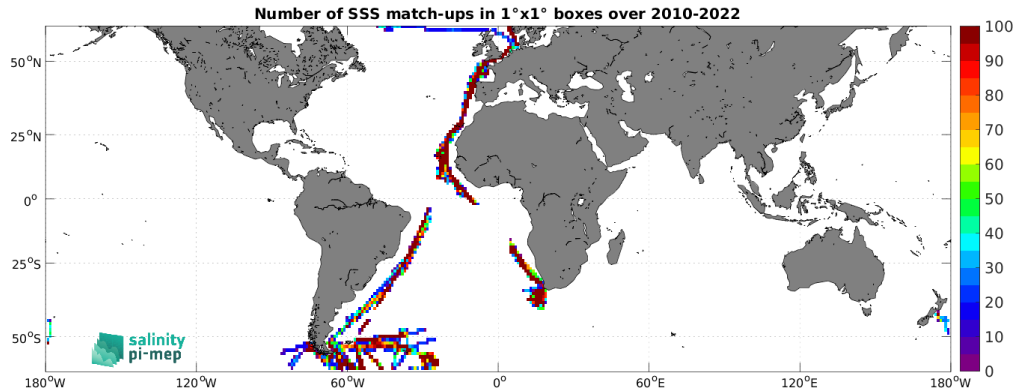 Number of SSS match-ups in 1°x1° boxes over 2010-2022
100
90
80
70
60
50
40
30
20
10
0
50°N
25°N
0°
25°S
50°S
salinity
pi-mep
180°W
120°W
60°W
0°
60°E
120°E
180°W